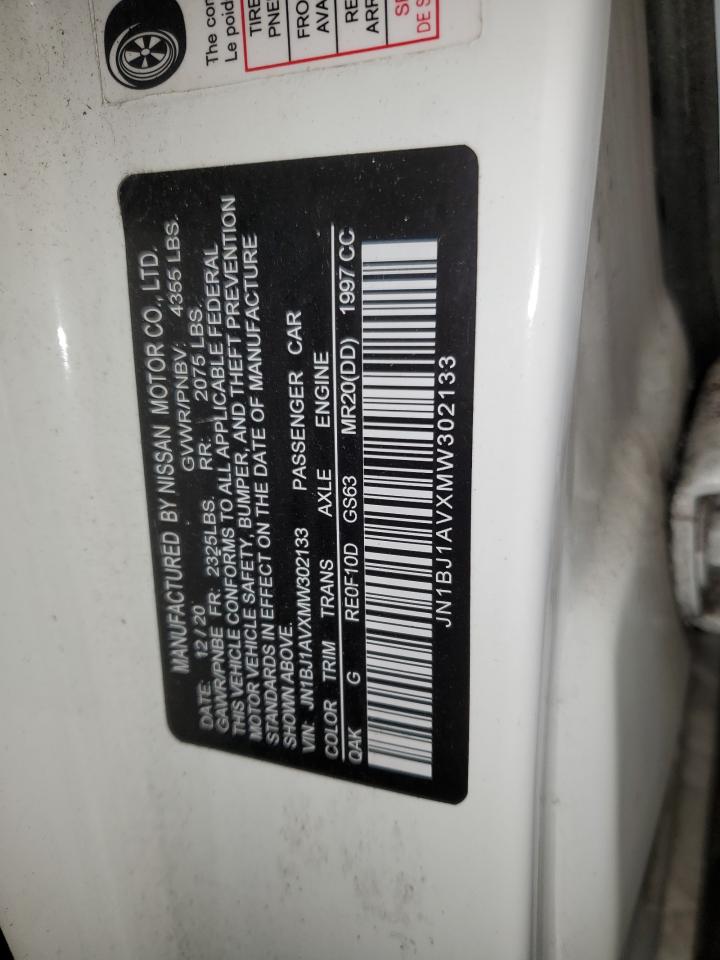 The con
Le poid
TIRE
PNE
FRO
AVA
RE
ARR
SP
DE S
MANUFACTURED BY NISSAN MOTOR CO., LTD.
DATE: 12 / 20 GVWR/PNBV: 4355 LBS.
GAWR/PNBE FR: 2325LBS. RR: 2075 LBS.
THIS VEHICLE CONFORMS TO ALL APPLICABLE FEDERAL
MOTOR VEHICLE SAFETY, BUMPER, AND THEFT PREVENTION
STANDARDS IN EFFECT ON THE DATE OF MANUFACTURE
SHOWN ABOVE.
VIN: JN1BJ1AVXMW302133 PASSENGER CAR
COLOR TRIM TRANS AXLE ENGINE
QAK G RE0F10D GS63 MR20(DD) 1997 CC
JN1BJ1AVXMW302133